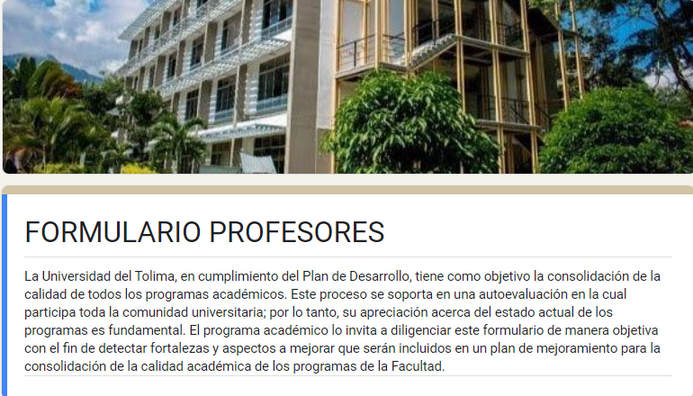 FORMULARIO PROFESORES
La Universidad del Tolima, en cumplimiento del Plan de Desarrollo, tiene como objetivo la consolidación de la
calidad de todos los programas académicos. Este proceso se soporta en una autoevaluación en la cual
participa toda la comunidad universitaria; por lo tanto, su apreciación acerca del estado actual de los
programas es fundamental. El programa académico lo invita a diligenciar este formulario de manera objetiva
con el fin de detectar fortalezas y aspectos a mejorar que serán incluidos en un plan de mejoramiento para la
consolidación de la calidad académica de los programas de la Facultad.